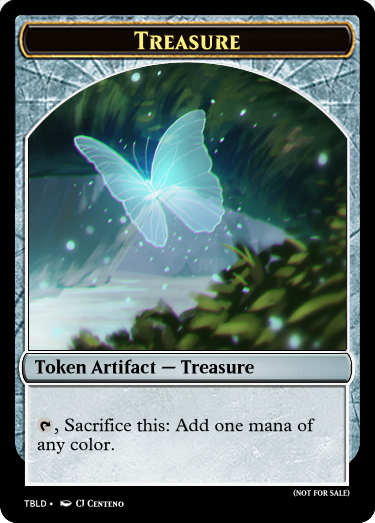 TREASURE
Token Artifact — Treasure
, Sacrifice this: Add one mana of
any color.
(NOT FOR SALE)
TBLD • CJ CENTENO